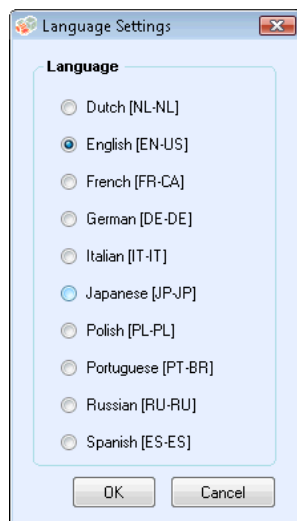 Language Settings
Language
Dutch [NL-NL]
English [EN-US]
French [FR-CA]
German [DE-DE]
Italian [IT-IT]
Japanese [JP-JP]
Polish [PL-PL]
Portuguese [PT-BR]
Russian [RU-RU]
Spanish [ES-ES]
OK Cancel